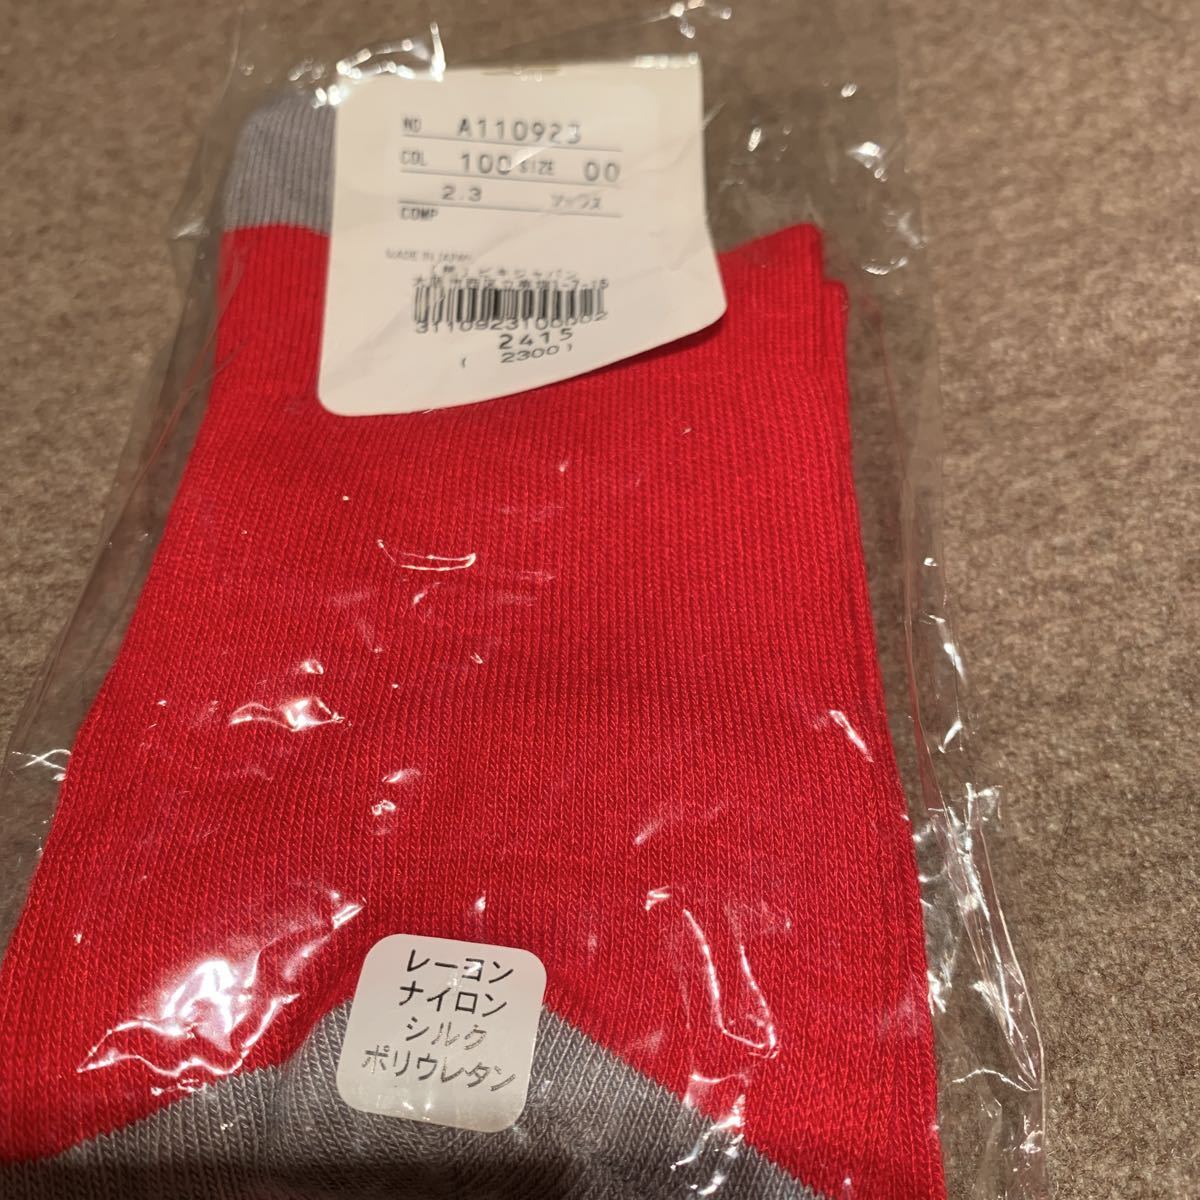 NO A110923
COL 100 SIZE 00
2.3 ソックス
COMP
MADE IN JAPAN
3110923100002
2415
( 2300)
レーヨン
ナイロン
シルク
ポリウレタン